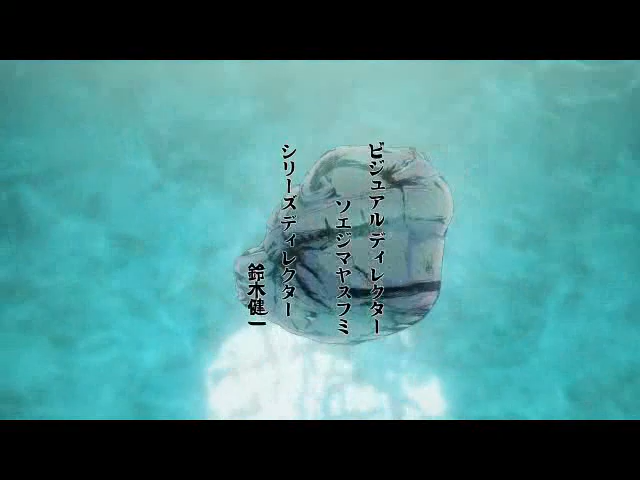 ビジュアルディレクター
ソエジマヤスフミ
シリーズディレクター
鈴木健一